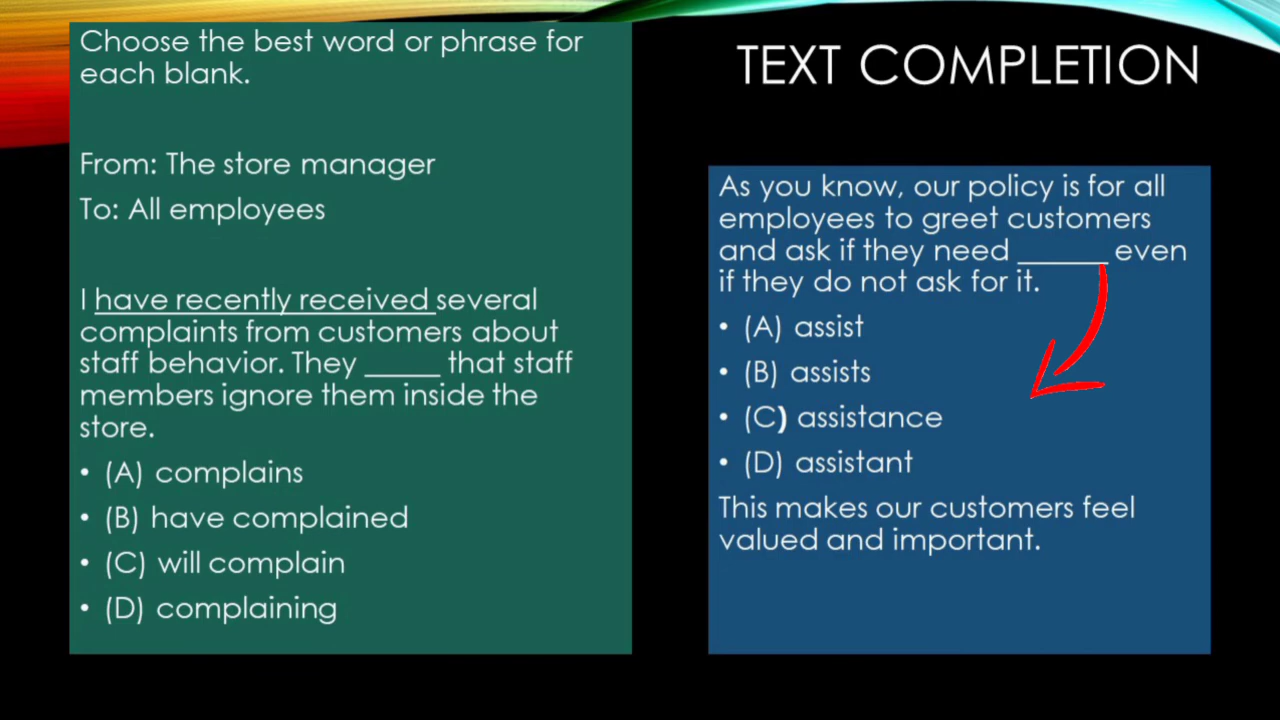 Choose the best word or phrase for
each blank.
From: The store manager
To: All employees
I have recently received several
complaints from customers about
staff behavior. They _____ that staff
members ignore them inside the
store.
• (A) complains
• (B) have complained
• (C) will complain
• (D) complaining
TEXT COMPLETION
As you know, our policy is for all
employees to greet customers
and ask if they need ______ even
if they do not ask for it.
• (A) assist
• (B) assists
• (C) assistance
• (D) assistant
This makes our customers feel
valued and important.